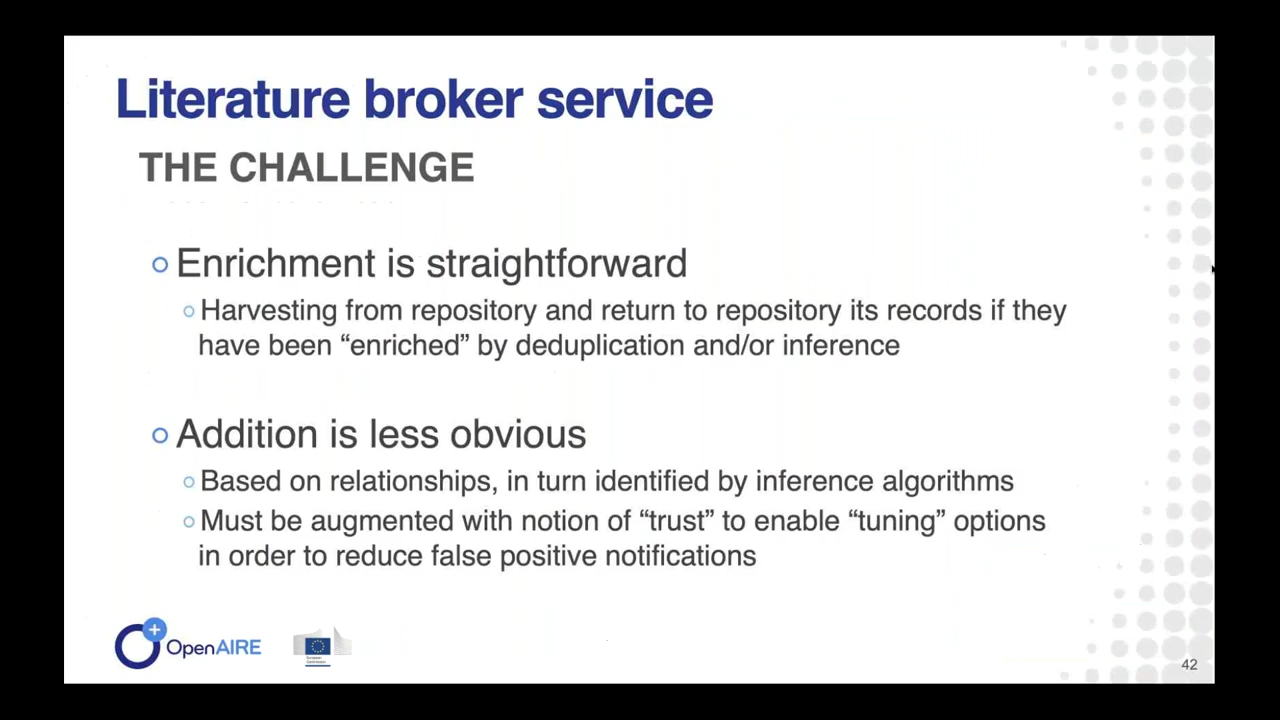 Literature broker service
THE CHALLENGE
Enrichment is straightforward
Harvesting from repository and return to repository its records if they
have been “enriched” by deduplication and/or inference
Addition is less obvious
Based on relationships, in turn identified by inference algorithms
Must be augmented with notion of “trust” to enable “tuning” options
in order to reduce false positive notifications
OpenAIRE
European
Commission
42